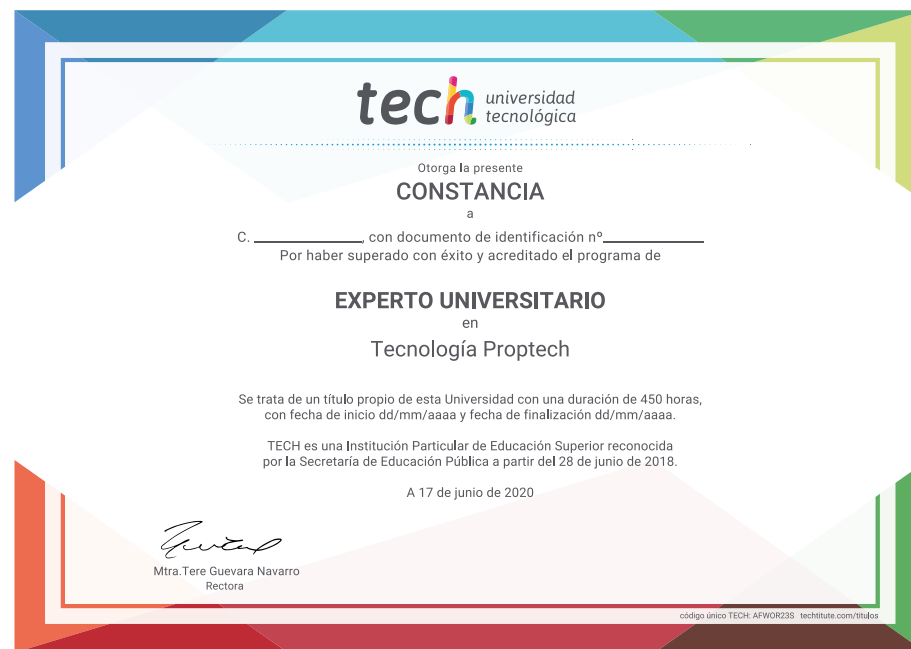 tech universidad
tecnológica
Otorga la presente
CONSTANCIA
a
C. ____________, con documento de identificación nº____________
Por haber superado con éxito y acreditado el programa de
EXPERTO UNIVERSITARIO
en
Tecnología Proptech
Se trata de un título propio de esta Universidad con una duración de 450 horas,
con fecha de inicio dd/mm/aaaa y fecha de finalización dd/mm/aaaa.
TECH es una Institución Particular de Educación Superior reconocida
por la Secretaría de Educación Pública a partir del 28 de junio de 2018.
A 17 de junio de 2020
Mtra.Tere Guevara Navarro
Rectora
código único TECH: AFWOR23S techtitute.com/titulos